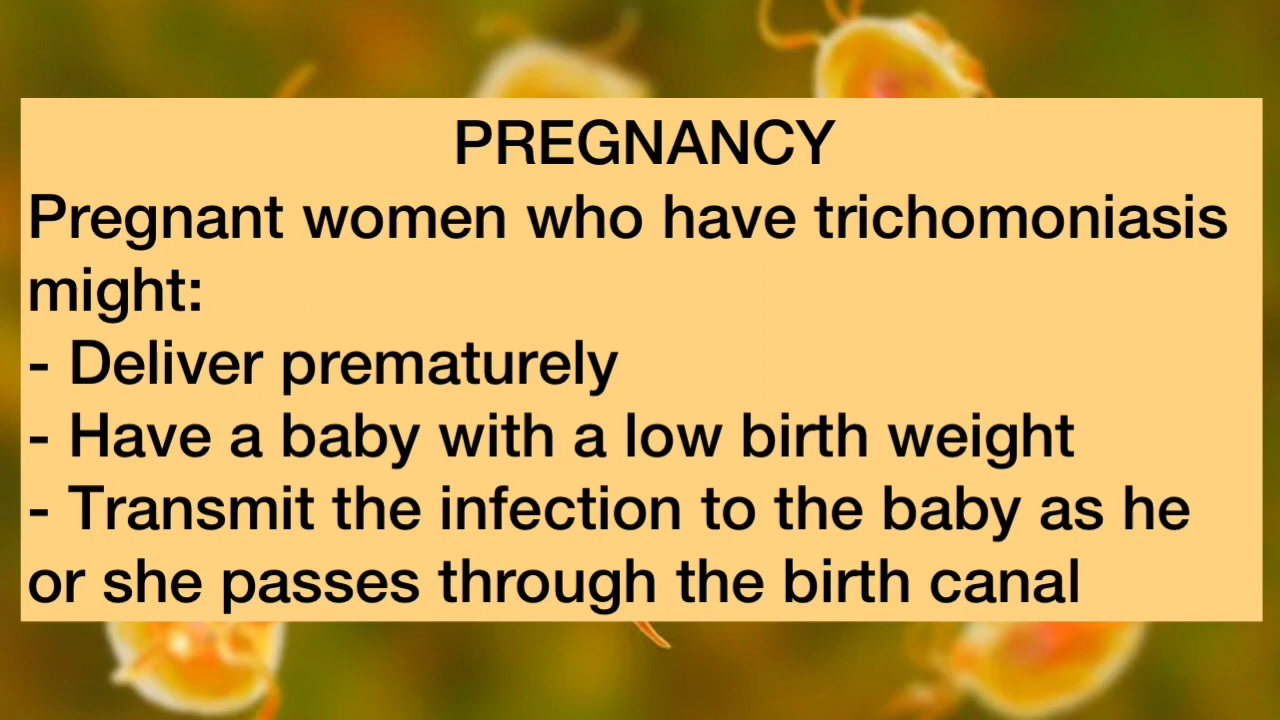 PREGNANCY
Pregnant women who have trichomoniasis
might:
- Deliver prematurely
- Have a baby with a low birth weight
- Transmit the infection to the baby as he
or she passes through the birth canal